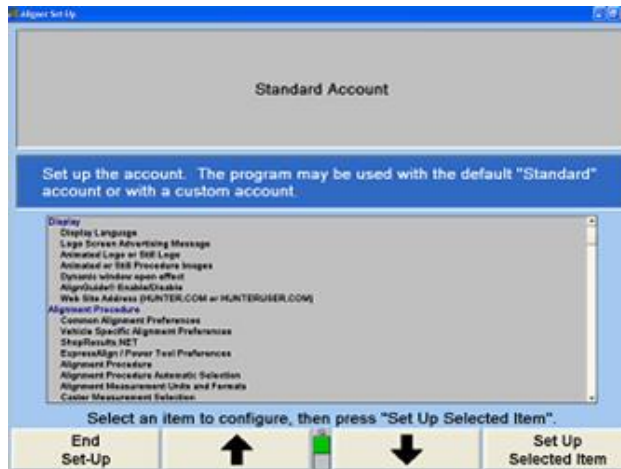 Aligner Set-Up
Standard Account
Set up the account. The program may be used with the default "Standard"
account or with a custom account.
Display
Display Language
Logo Screen Advertising Message
Animated Logo or Still Logo
Animated or Still Procedure Images
Dynamic window open effect
AlignGuide® Enable/Disable
Web Site Address (HUNTER.COM or HUNTERUSER.COM)
Alignment Procedure
Common Alignment Preferences
Vehicle Specific Alignment Preferences
ShopResults.NET
ExpressAlign / Power Tool Preferences
Alignment Procedure
Alignment Procedure Automatic Selection
Alignment Measurement Units and Formats
Caster Measurement Selection
Select an item to configure, then press "Set Up Selected Item".
End
Set-Up
Set Up
Selected Item